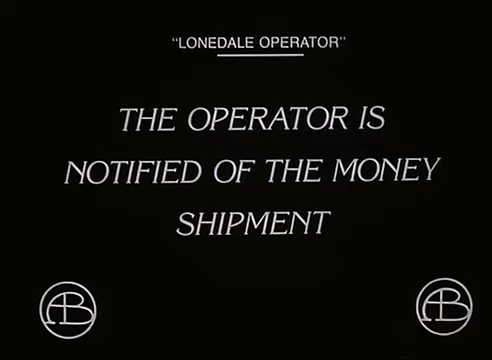 "LONEDALE OPERATOR"
THE OPERATOR IS
NOTIFIED OF THE MONEY
SHIPMENT
AB AB